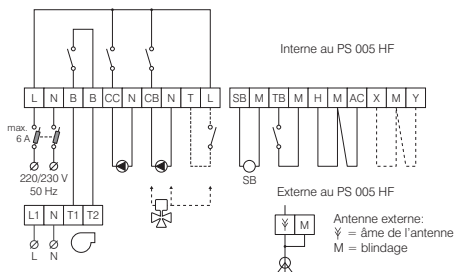 Interne au PS 005 HF
L N B B CC N CB N T L
SB M TB M H M AC X M Y
max.
6 A
220/230 V
50 Hz
SB
Externe au PS 005 HF
L1 N T1 T2
M
Antenne externe:
= âme de l'antenne
M = blindage
L N